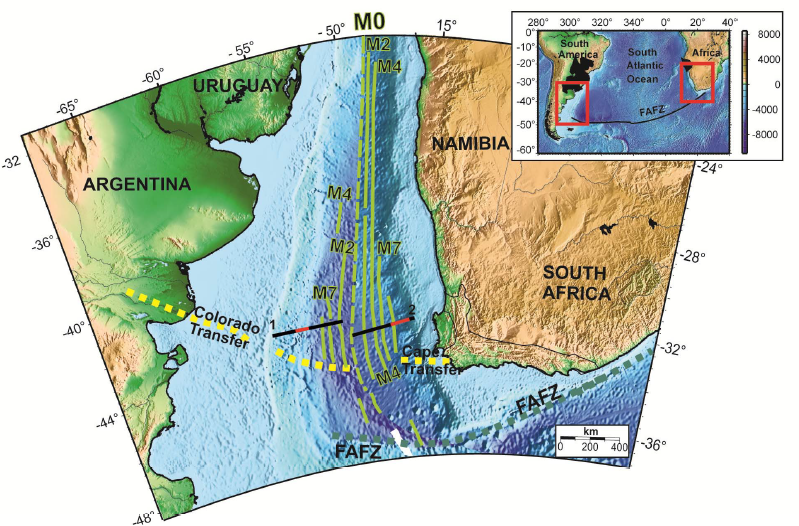 M0
-50°
15°
M2
M4
-55°
-60°
-65°
URUGUAY
-32
ARGENTINA
NAMIBIA
-24°
M4
-36°
M2
M7
-28°
SOUTH
AFRICA
M7
Colorado
Transfer
1
2
-40°
Cape
Transfer
-32°
M4
-44°
FAFZ
FAFZ
km
0 200 400
-36°
-48°
280° 300° 320° 340° 0° 20° 40°
0°
-10°
-20°
-30°
-40°
-50°
-60°
South
America
South
Atlantic
Ocean
Africa
FAFZ
8000
4000
0
-4000
-8000